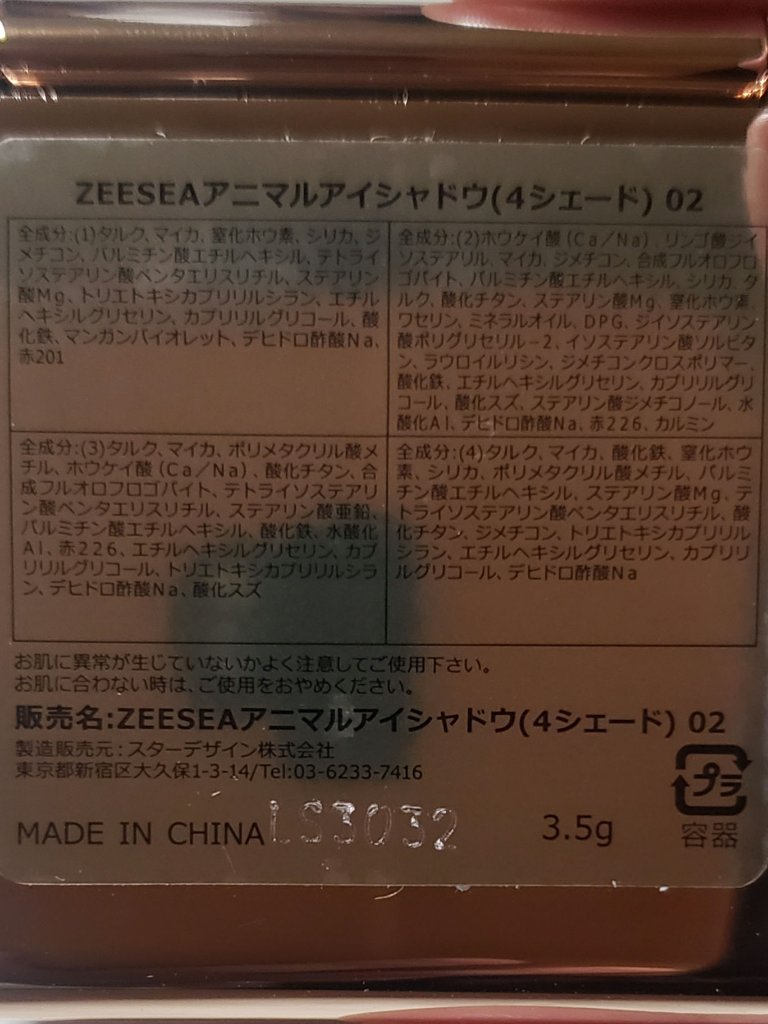 ZEESEAアニマルアイシャドウ(4シェード) 02
全成分:(1)タルク、マイカ、窒化ホウ素、シリカ、ジ
メチコン、パルミチン酸エチルヘキシル、テトライ
ソステアリン酸ペンタエリスリチル、ステアリン
酸Mg、トリエトキシカプリリルシラン、エチル
ヘキシルグリセリン、カプリリルグリコール、酸
化鉄、マンガンバイオレット、デヒドロ酢酸Na、
赤201
全成分:(2)ホウケイ酸(Ca/Na)、リンゴ酸ジイ
ソステアリル、マイカ、ジメチコン、合成フルオロフロ
ゴパイト、パルミチン酸エチルヘキシル、シリカ、タ
ルク、酸化チタン、ステアリン酸Mg、窒化ホウ素、
ワセリン、ミネラルオイル、DPG、ジイソステアリン
酸ポリグリセリル-2、イソステアリン酸ソルビタ
ン、ラウロイルリシン、ジメチコンクロスポリマー、
酸化鉄、エチルヘキシルグリセリン、カプリリルグリ
コール、酸化スズ、ステアリン酸ジメチコノール、水
酸化Al、デヒドロ酢酸Na、赤226、カルミン
全成分:(3)タルク、マイカ、ポリメタクリル酸メ
チル、ホウケイ酸(Ca/Na)、酸化チタン、合
成フルオロフロゴパイト、テトライソステアリ
ン酸ペンタエリスリチル、ステアリン酸亜鉛、
パルミチン酸エチルヘキシル、酸化鉄、水酸化
Al、赤226、エチルヘキシルグリセリン、カプ
リリルグリコール、トリエトキシカプリリルシラ
ン、デヒドロ酢酸Na、酸化スズ
全成分:(4)タルク、マイカ、酸化鉄、窒化ホウ
素、シリカ、ポリメタクリル酸メチル、パルミ
チン酸エチルヘキシル、ステアリン酸Mg、テ
トライソステアリン酸ペンタエリスリチル、酸
化チタン、ジメチコン、トリエトキシカプリリル
シラン、エチルヘキシルグリセリン、カプリリ
ルグリコール、デヒドロ酢酸Na
お肌に異常が生じていないかよく注意してご使用下さい。
お肌に合わない時は、ご使用をおやめください。
販売名:ZEESEAアニマルアイシャドウ(4シェード) 02
製造販売元:スターデザイン株式会社
東京都新宿区大久保1-3-14/Tel:03-6233-7416
プラ
MADE IN CHINA LS3032 3.5g 容器